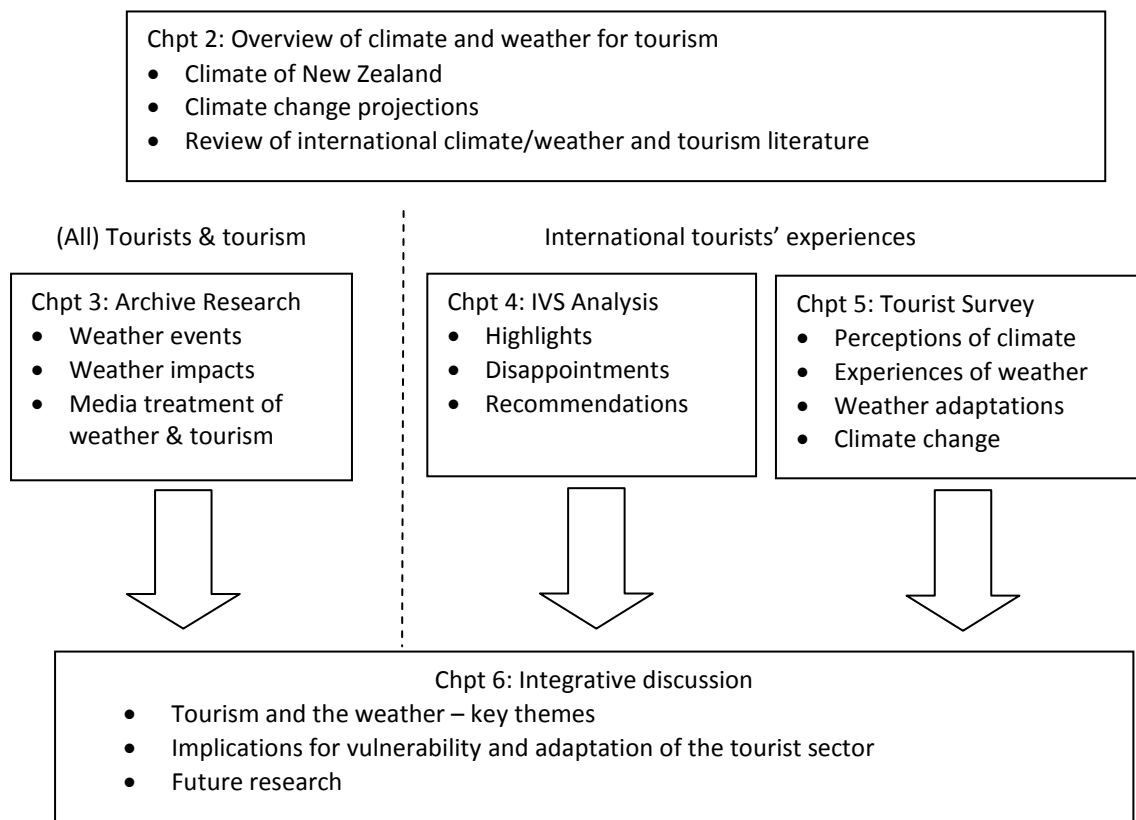 Chpt 2: Overview of climate and weather for tourism
• Climate of New Zealand
• Climate change projections
• Review of international climate/weather and tourism literature
(All) Tourists & tourism
International tourists’ experiences
Chpt 3: Archive Research
• Weather events
• Weather impacts
• Media treatment of
weather & tourism
Chpt 4: IVS Analysis
• Highlights
• Disappointments
• Recommendations
Chpt 5: Tourist Survey
• Perceptions of climate
• Experiences of weather
• Weather adaptations
• Climate change
Chpt 6: Integrative discussion
• Tourism and the weather – key themes
• Implications for vulnerability and adaptation of the tourist sector
• Future research